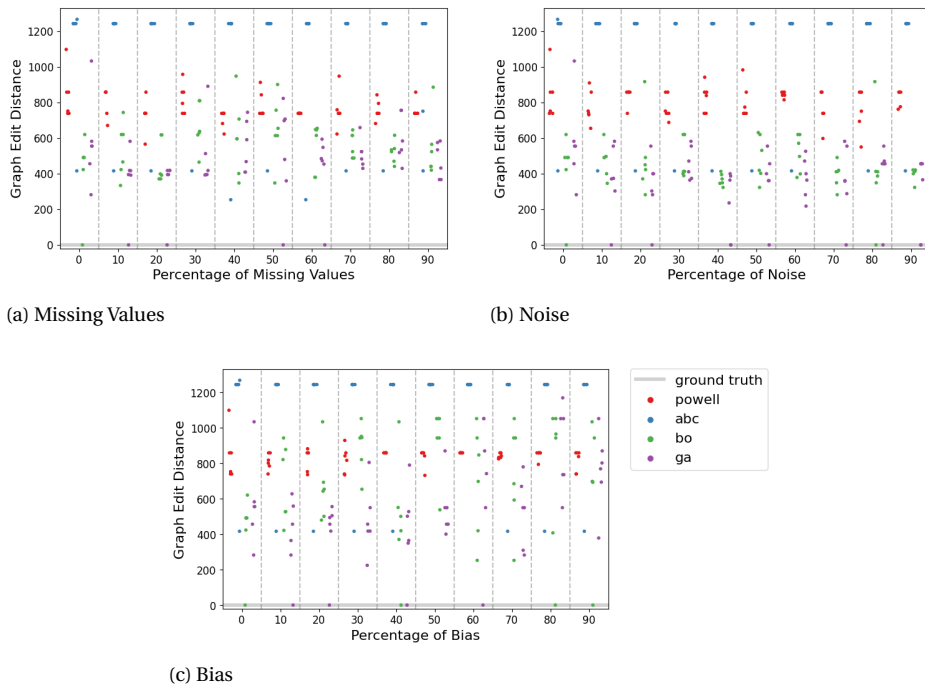 1200
1000
800
600
400
200
0
Graph Edit Distance
0 10 20 30 40 50 60 70 80 90
Percentage of Missing Values
(a) Missing Values
1200
1000
800
600
400
200
0
Graph Edit Distance
0 10 20 30 40 50 60 70 80 90
Percentage of Noise
(b) Noise
1200
1000
800
600
400
200
0
Graph Edit Distance
0 10 20 30 40 50 60 70 80 90
Percentage of Bias
(c) Bias
ground truth
powell
abc
bo
ga